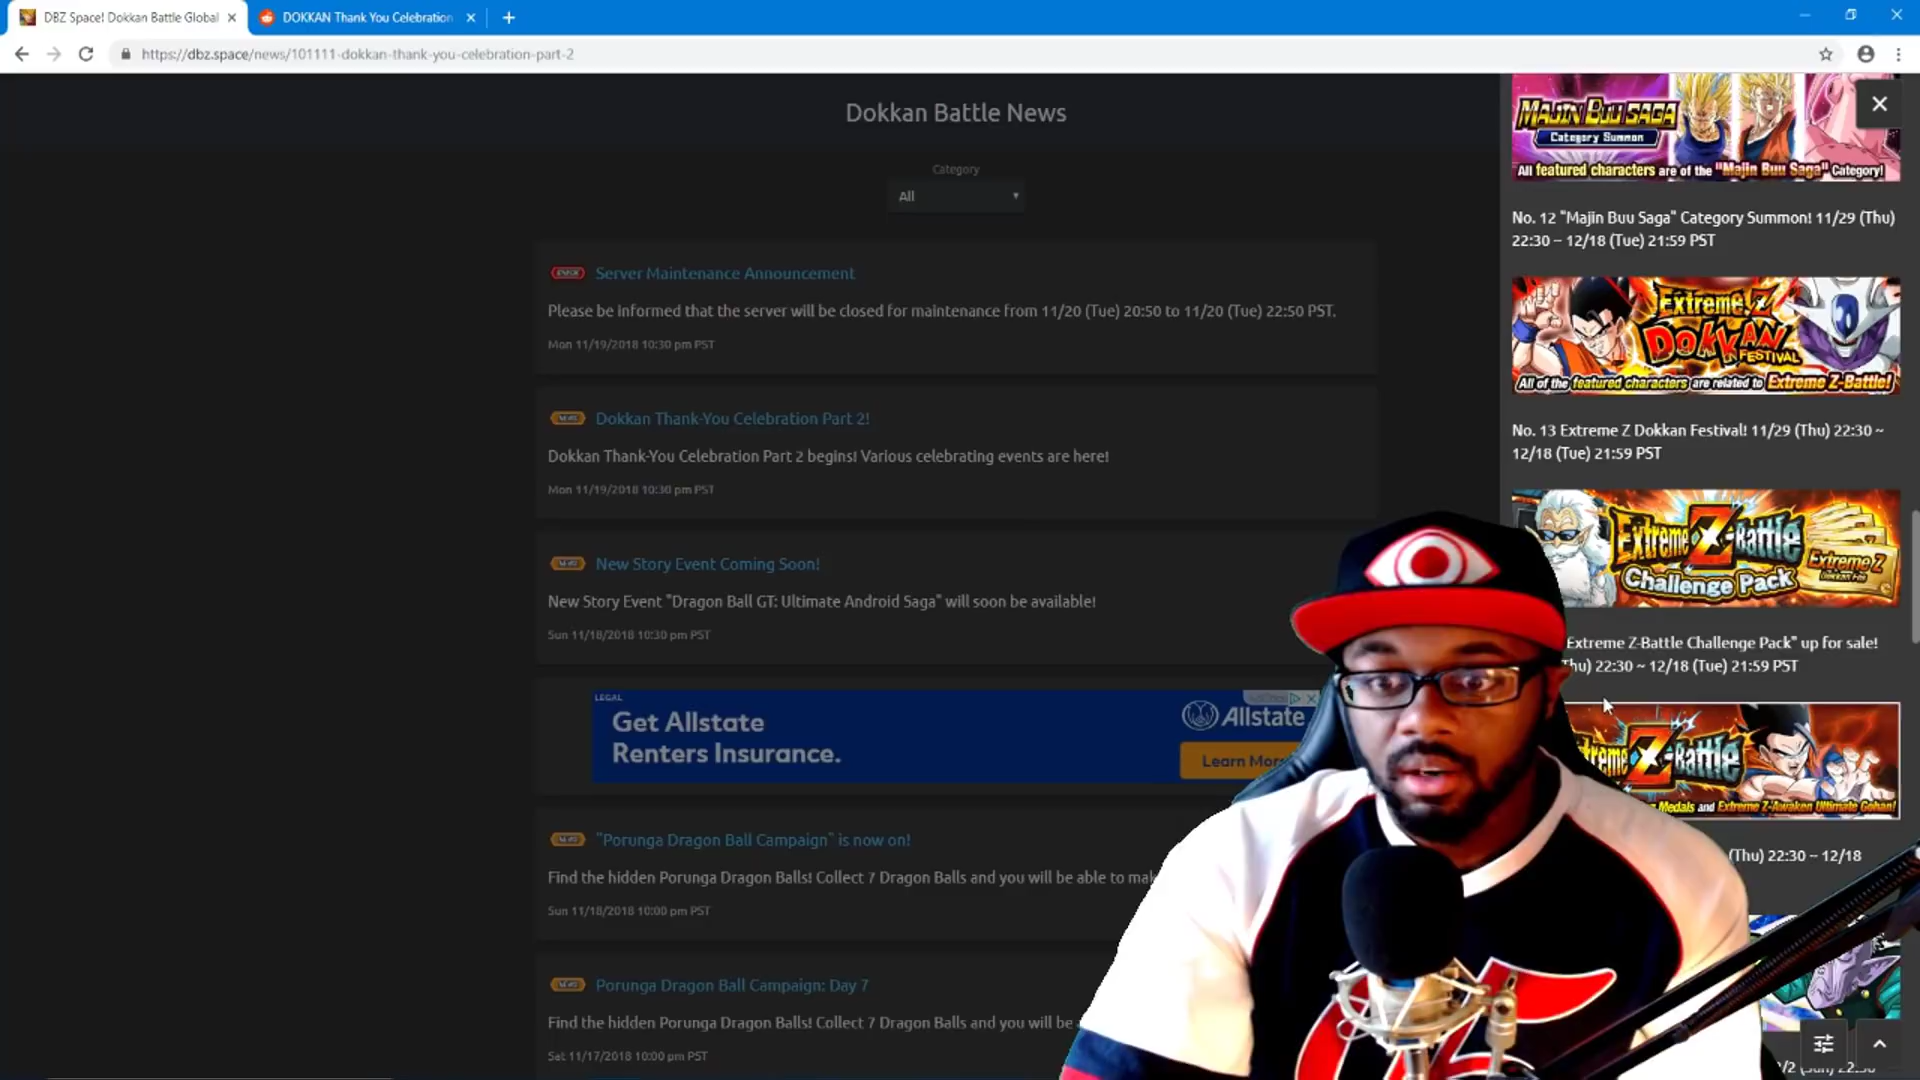 DBZ Space! Dokkan Battle Global
DOKKAN Thank You Celebration
https://dbz.space/news/101111-dokkan-thank-you-celebration-part-2
Dokkan Battle News
Category
All
Server Maintenance Announcement
Please be informed that the server will be closed for maintenance from 11/20 (Tue) 20:50 to 11/20 (Tue) 22:50 PST.
Mon 11/19/2018 10:30 pm PST
NEWS
Dokkan Thank-You Celebration Part 2!
Dokkan Thank-You Celebration Part 2 begins! Various celebrating events are here!
Mon 11/19/2018 10:30 pm PST
NEWS
New Story Event Coming Soon!
New Story Event "Dragon Ball GT: Ultimate Android Saga" will soon be available!
Sun 11/18/2018 10:30 pm PST
LEGAL
Get Allstate
Renters Insurance.
Allstate
Learn More
NEWS
"Porunga Dragon Ball Campaign" is now on!
Find the hidden Porunga Dragon Balls! Collect 7 Dragon Balls and you will be able to mak
Sun 11/18/2018 10:00 pm PST
NEWS
Porunga Dragon Ball Campaign: Day 7
Find the hidden Porunga Dragon Balls! Collect 7 Dragon Balls and you will be
Sat 11/17/2018 10:00 pm PST
MAJIN BUU SAGA
Category Summon
All featured characters are of the "Majin Buu Saga" Category!
No. 12 "Majin Buu Saga" Category Summon! 11/29 (Thu)
22:30 ~ 12/18 (Tue) 21:59 PST
Extreme Z
DOKKAN
FESTIVAL
All of the featured characters are related to Extreme Z-Battle!
No. 13 Extreme Z Dokkan Festival! 11/29 (Thu) 22:30 ~
12/18 (Tue) 21:59 PST
Extreme Z-Battle
Challenge Pack
Extreme Z
Extreme Z-Battle Challenge Pack" up for sale!
Thu) 22:30 ~ 12/18 (Tue) 21:59 PST
treme Z-Battle
Medals and Extreme Z-Awaken Ultimate Gohan!
(Thu) 22:30 ~ 12/18